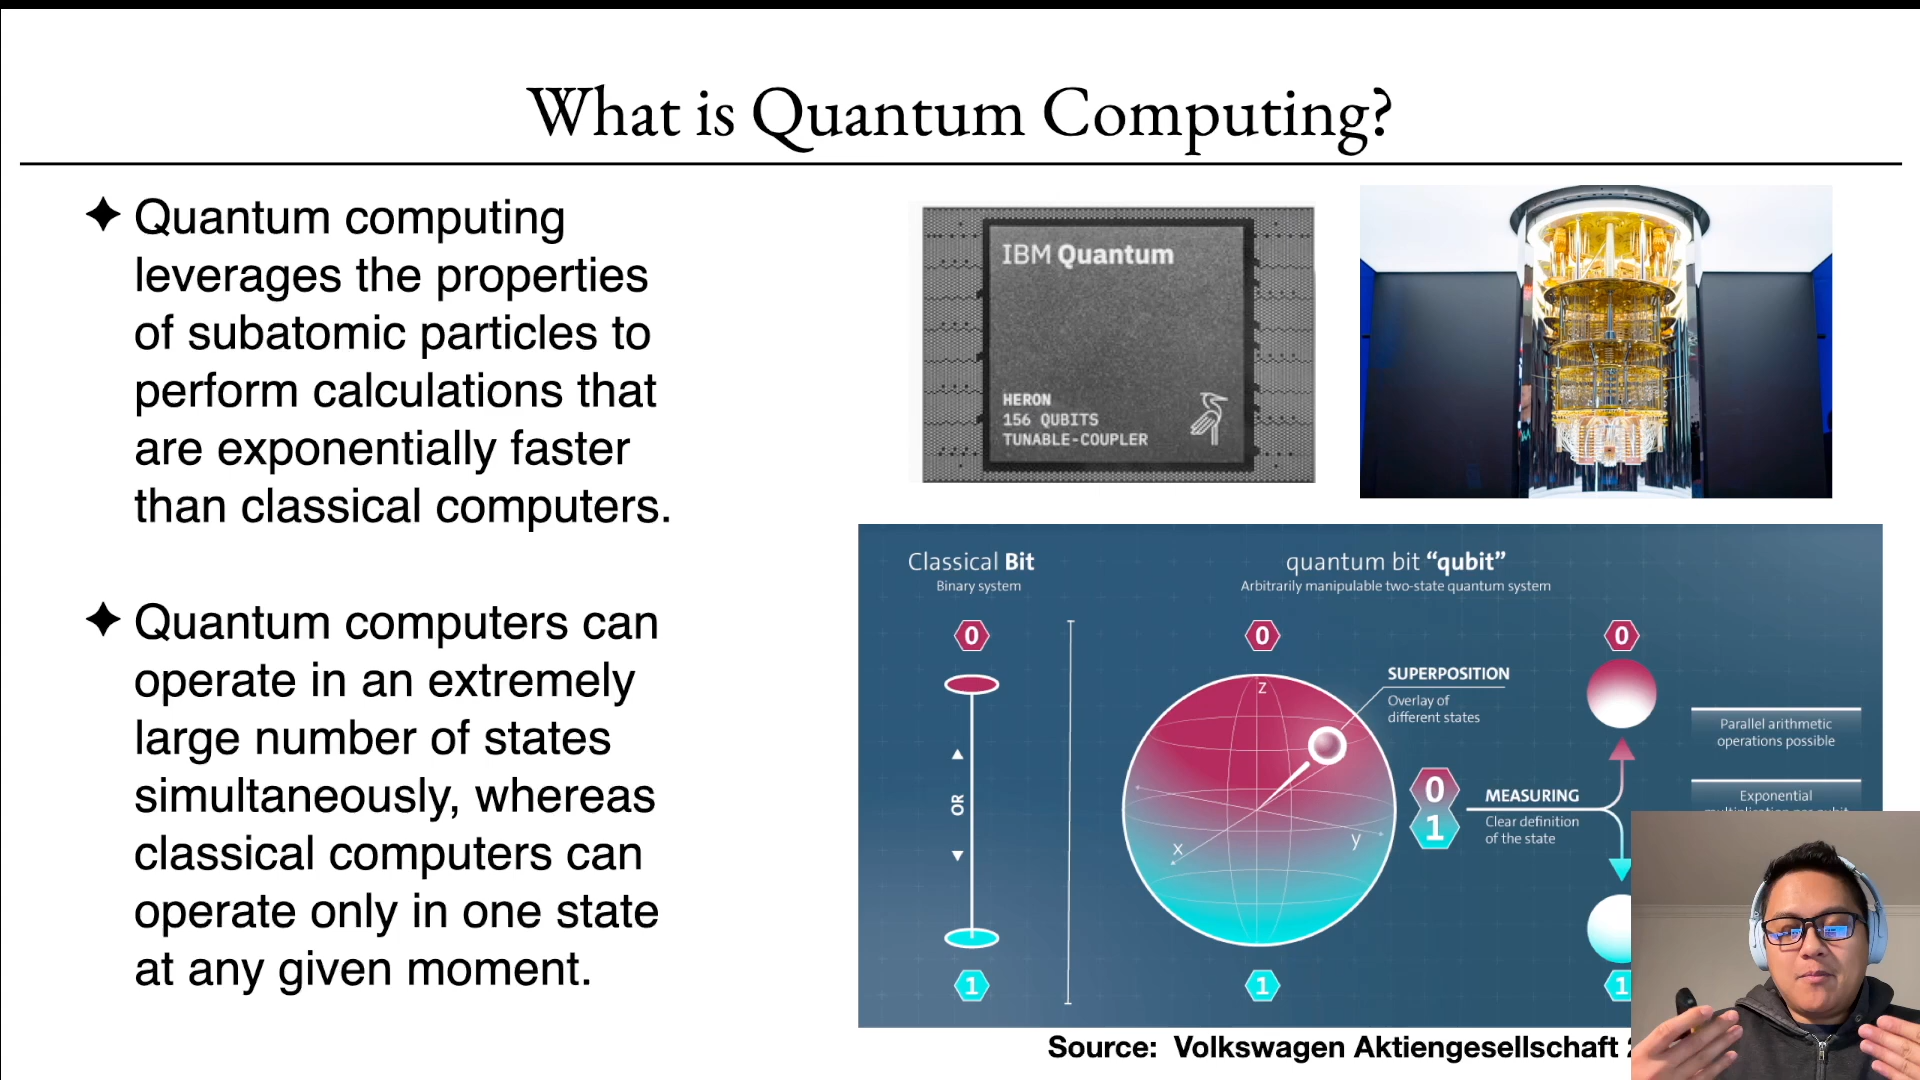 What is Quantum Computing?
Quantum computing
leverages the properties
of subatomic particles to
perform calculations that
are exponentially faster
than classical computers.
Quantum computers can
operate in an extremely
large number of states
simultaneously, whereas
classical computers can
operate only in one state
at any given moment.
IBM Quantum
HERON
156 QUBITS
TUNABLE-COUPLER
Classical Bit
Binary system
0
OR
1
quantum bit “qubit”
Arbitrarily manipulable two-state quantum system
0
z
x
y
1
SUPERPOSITION
Overlay of
different states
0
1
MEASURING
Clear definition
of the state
0
1
Parallel arithmetic
operations possible
Exponential
Source: Volkswagen Aktiengesellschaft